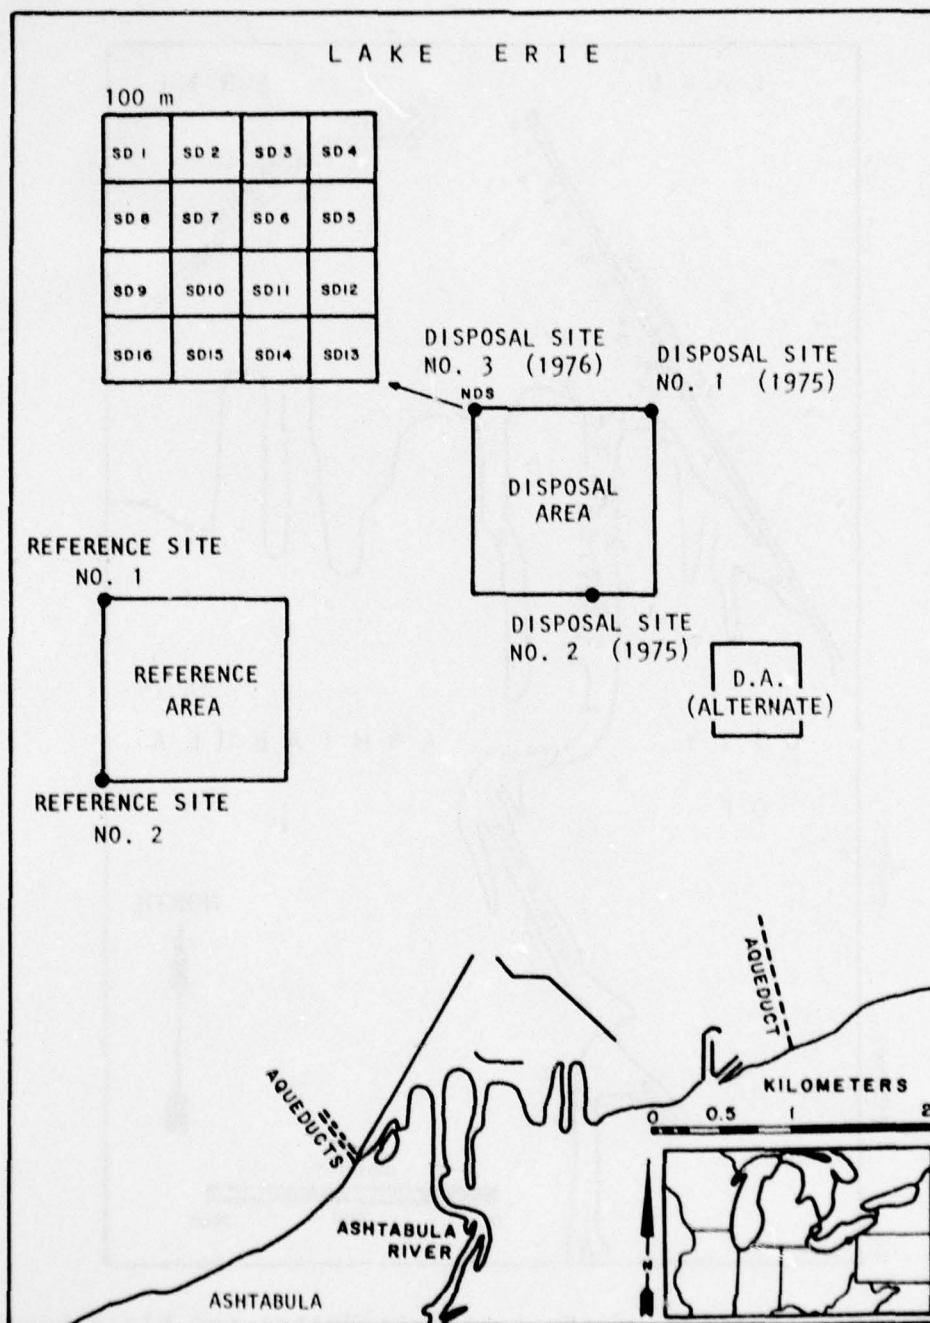 LAKE ERIE
100 m
SD 1 SD 2 SD 3 SD 4
SD 8 SD 7 SD 6 SD 5
SD9 SD10 SD11 SD12
SD16 SD15 SD14 SD13
DISPOSAL SITE
NO. 3 (1976)
DISPOSAL SITE
NO. 1 (1975)
NDS
DISPOSAL
AREA
REFERENCE SITE
NO. 1
DISPOSAL SITE
NO. 2 (1975)
REFERENCE
AREA
D.A.
(ALTERNATE)
REFERENCE SITE
NO. 2
AQUEDUCT
AQUEDUCTS
KILOMETERS
0 0.5 1 2
ASHTABULA
RIVER
N
ASHTABULA